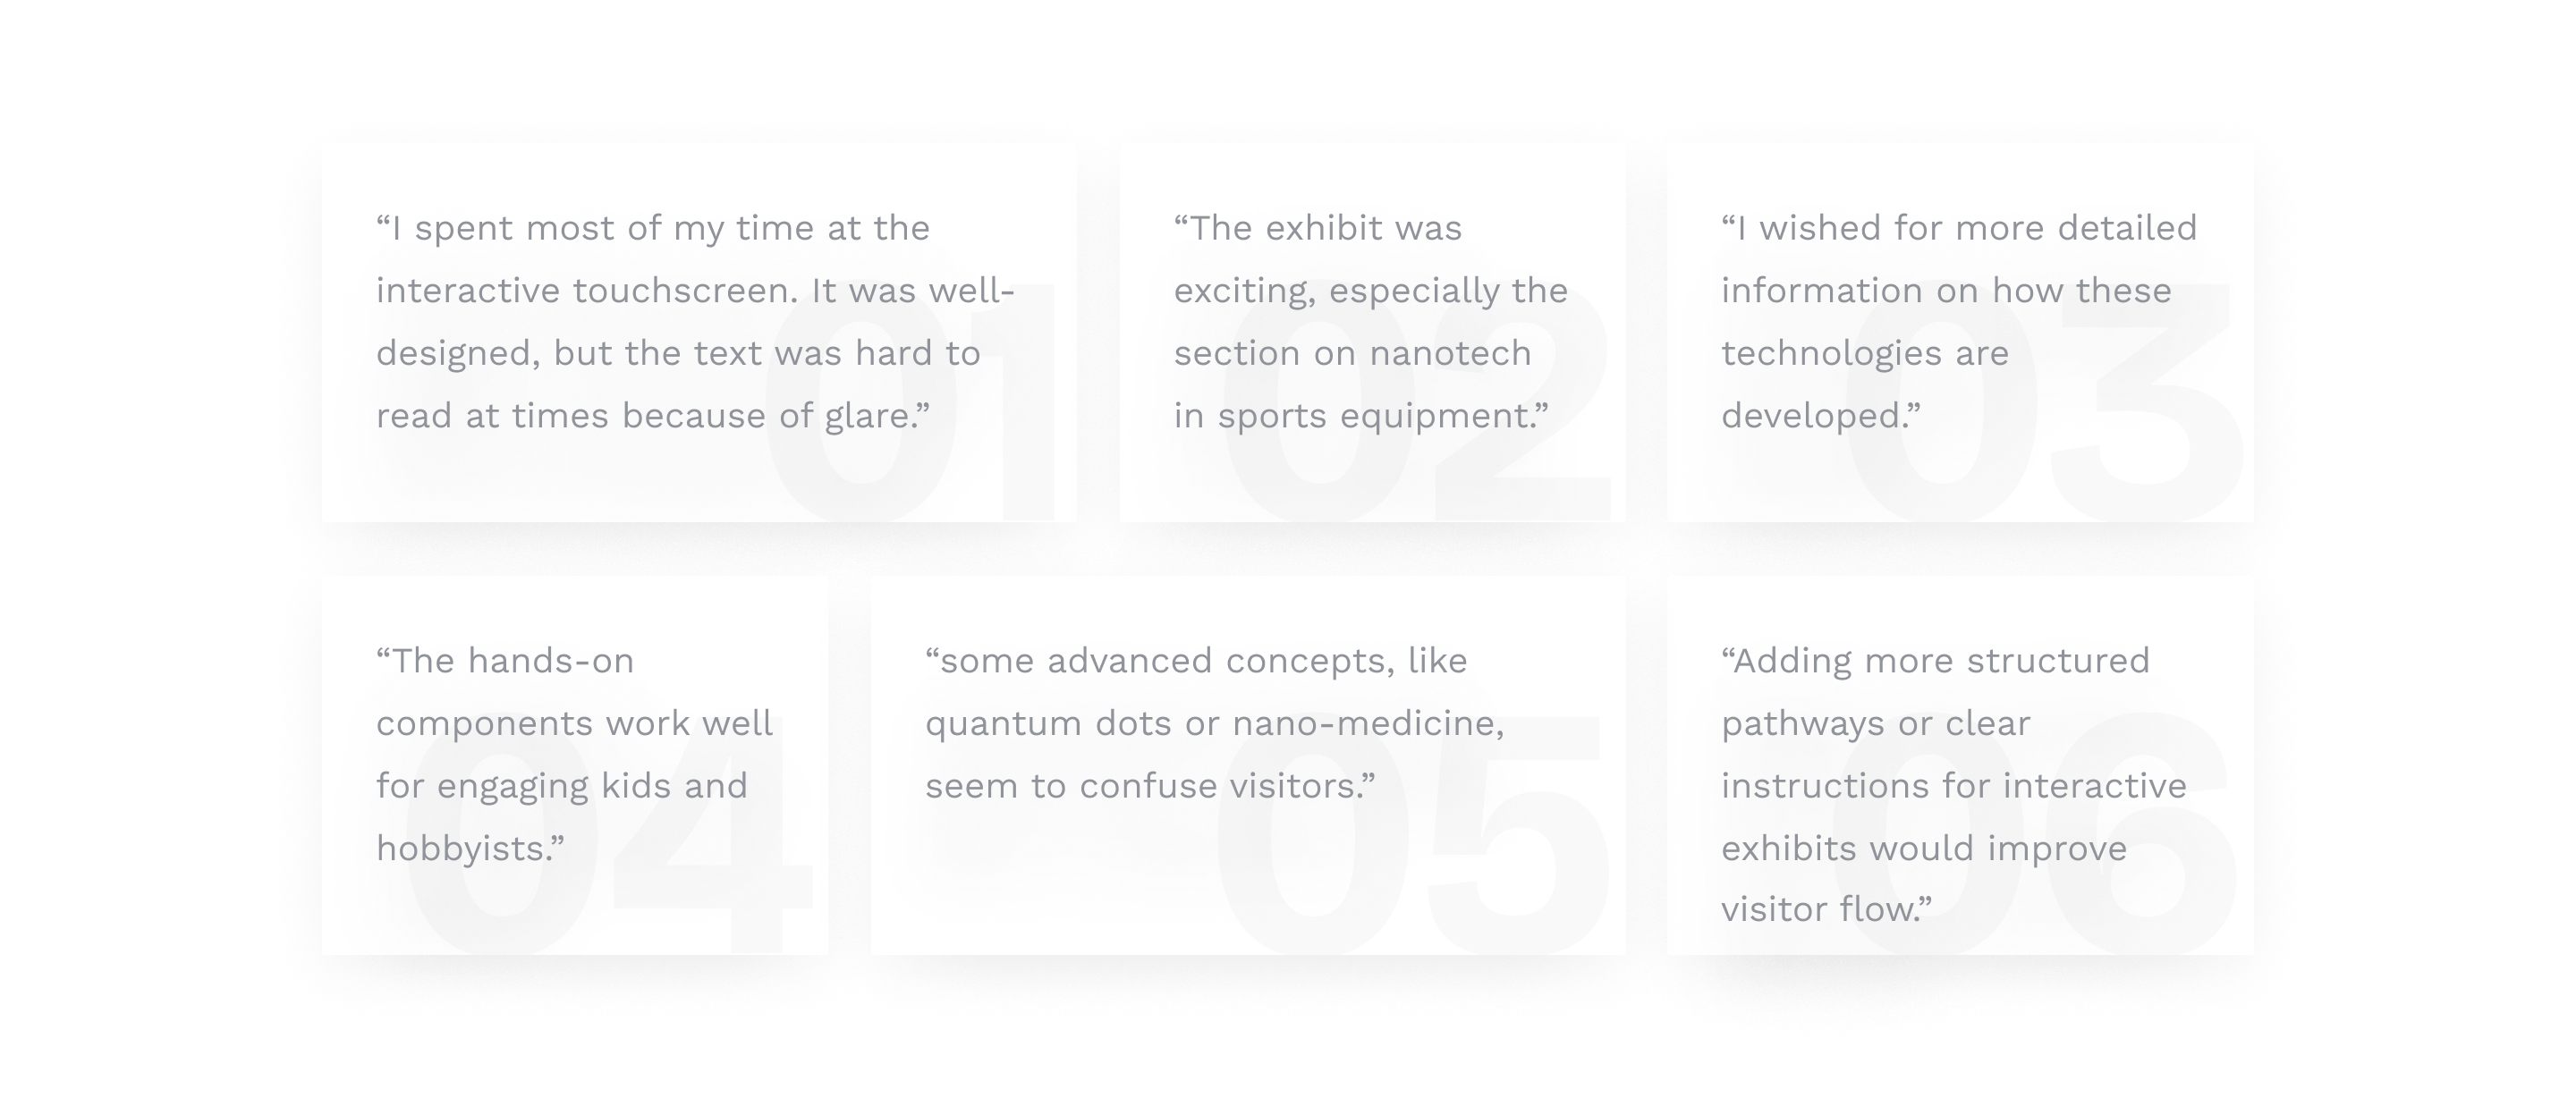 “I spent most of my time at the
interactive touchscreen. It was well-
designed, but the text was hard to
read at times because of glare.”
01
“The exhibit was
exciting, especially the
section on nanotech
in sports equipment.”
02
“I wished for more detailed
information on how these
technologies are
developed.”
03
“The hands-on
components work well
for engaging kids and
hobbyists.”
04
“some advanced concepts, like
quantum dots or nano-medicine,
seem to confuse visitors.”
05
“Adding more structured
pathways or clear
instructions for interactive
exhibits would improve
visitor flow.”
06